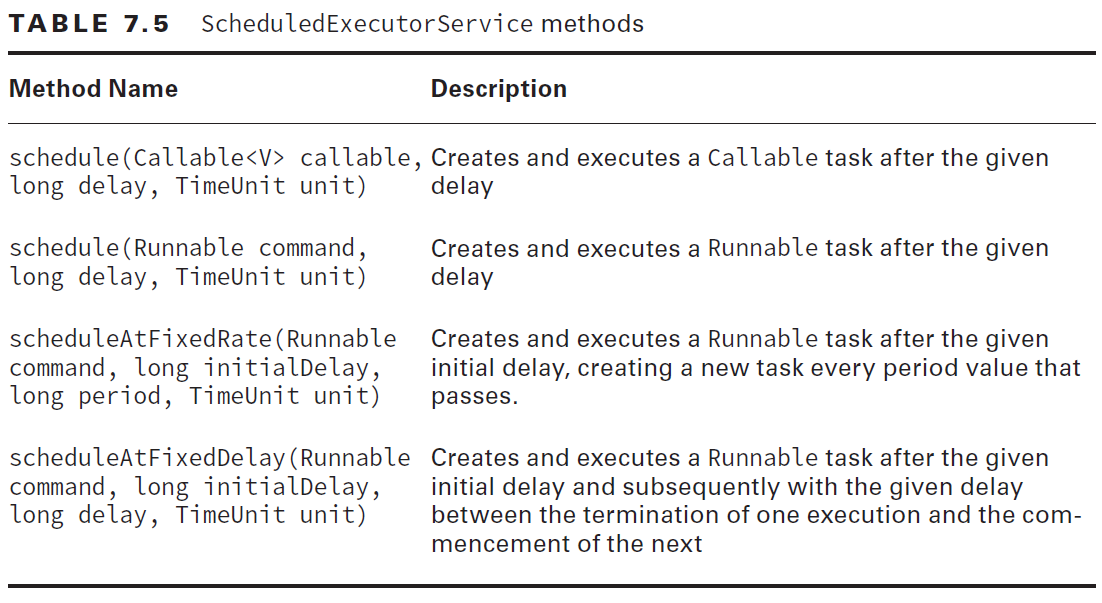 TABLE 7.5 ScheduledExecutorService methods
Method Name Description
schedule(Callable<V> callable, Creates and executes a Callable task after the given
long delay, TimeUnit unit) delay
schedule(Runnable command, Creates and executes a Runnable task after the given
long delay, TimeUnit unit) delay
scheduleAtFixedRate(Runnable Creates and executes a Runnable task after the given
command, long initialDelay, initial delay, creating a new task every period value that
long period, TimeUnit unit) passes.
scheduleAtFixedDelay(Runnable Creates and executes a Runnable task after the given
command, long initialDelay, initial delay and subsequently with the given delay
long delay, TimeUnit unit) between the termination of one execution and the com-
mencement of the next